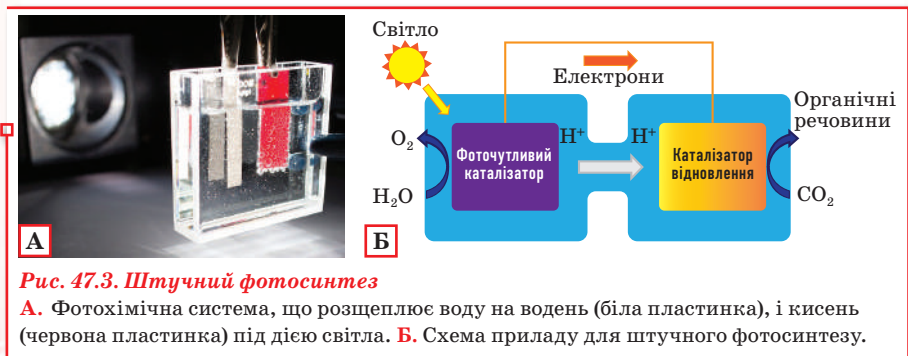 А
Світло
Електрони
O₂
H₂O
Фоточутливий
каталізатор
H⁺
H⁺
Каталізатор
відновлення
Органічні
речовини
CO₂
Б
Рис. 47.3. Штучний фотосинтез
А. Фотохімічна система, що розщеплює воду на водень (біла пластинка), і кисень
(червона пластинка) під дією світла. Б. Схема приладу для штучного фотосинтезу.